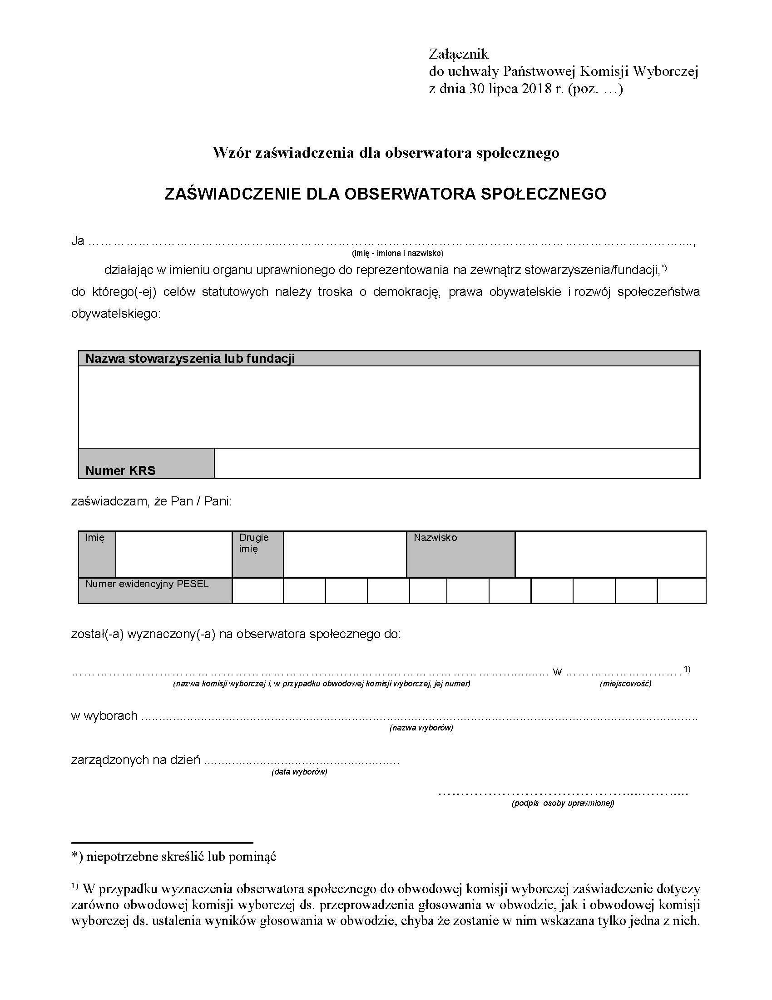 Załącznik
do uchwały Państwowej Komisji Wyborczej
z dnia 30 lipca 2018 r. (poz. …)
Wzór zaświadczenia dla obserwatora społecznego
ZAŚWIADCZENIE DLA OBSERWATORA SPOŁECZNEGO
Ja ……………………………………………………………………………………………………………………………,
(imię - imiona i nazwisko)
działając w imieniu organu uprawnionego do reprezentowania na zewnątrz stowarzyszenia/fundacji,*)
do którego(-ej) celów statutowych należy troska o demokrację, prawa obywatelskie i rozwój społeczeństwa
obywatelskiego:
Nazwa stowarzyszenia lub fundacji
Numer KRS
zaświadczam, że Pan / Pani:
Imię
Drugie
imię
Nazwisko
Numer ewidencyjny PESEL
został(-a) wyznaczony(-a) na obserwatora społecznego do:
…………………………………………………………………………………………………........... w ………………………. 1)
(nazwa komisji wyborczej i, w przypadku obwodowej komisji wyborczej, jej numer) (miejscowość)
w wyborach ................................................................................................................................................
(nazwa wyborów)
zarządzonych na dzień ........................................................
(data wyborów)
…………………………………………....………....
(podpis osoby uprawnionej)
*) niepotrzebne skreślić lub pominąć
1) W przypadku wyznaczenia obserwatora społecznego do obwodowej komisji wyborczej zaświadczenie dotyczy
zarówno obwodowej komisji wyborczej ds. przeprowadzenia głosowania w obwodzie, jak i obwodowej komisji
wyborczej ds. ustalenia wyników głosowania w obwodzie, chyba że zostanie w nim wskazana tylko jedna z nich.